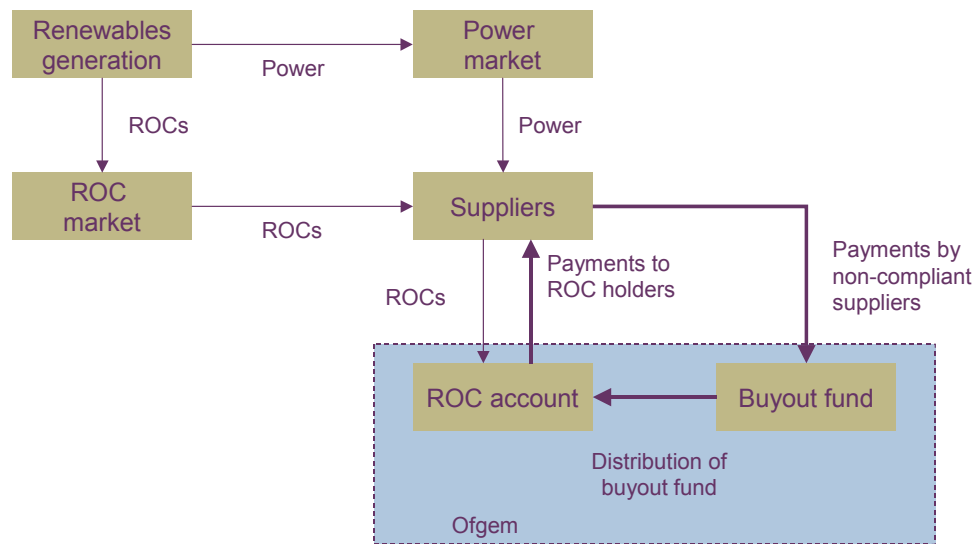 Renewables
generation
Power
Power
market
ROCs
Power
ROC
market
ROCs
Suppliers
ROCs
Payments to
ROC holders
Payments by
non-compliant
suppliers
ROC account
Buyout fund
Distribution of
buyout fund
Ofgem